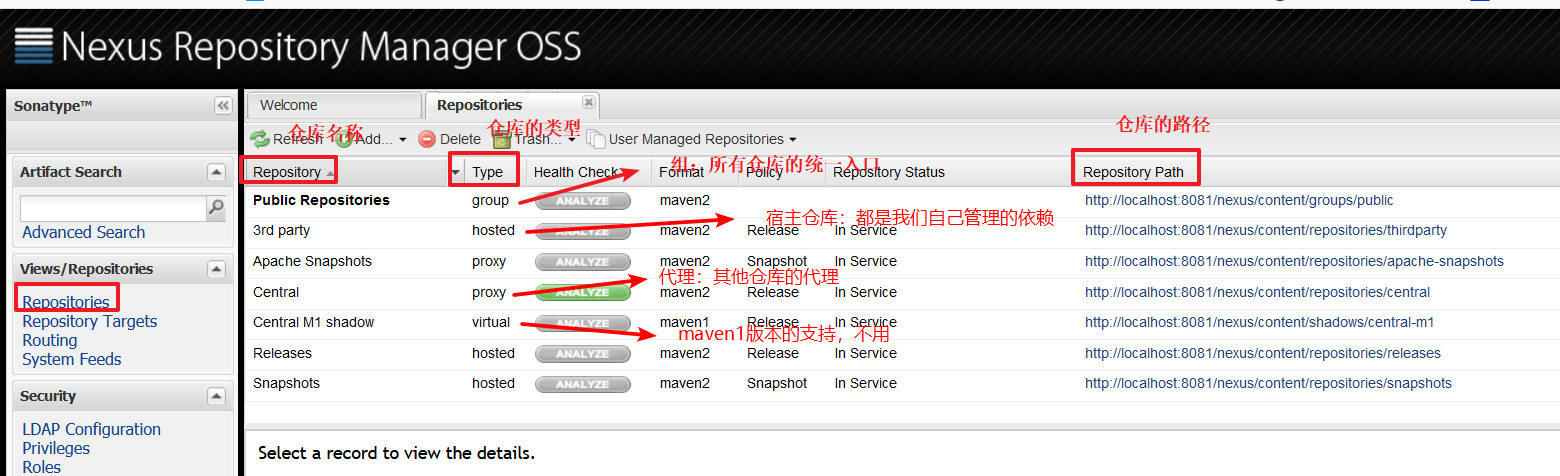 Nexus Repository Manager OSS
Sonatype™
Welcome
Repositories
Refresh
Add...
Delete
Trash...
User Managed Repositories
仓库名称
仓库的类型
仓库的路径
组：所有仓库的统一入口
Artifact Search
Advanced Search
Views/Repositories
Repositories
Repository Targets
Routing
System Feeds
Security
LDAP Configuration
Privileges
Roles
Repository Type Health Check Format Policy Repository Status Repository Path
Public Repositories group ANALYZE maven2 http://localhost:8081/nexus/content/groups/public
宿主仓库：都是我们自己管理的依赖
3rd party hosted ANALYZE maven2 Release In Service http://localhost:8081/nexus/content/repositories/thirdparty
Apache Snapshots proxy ANALYZE maven2 Snapshot In Service http://localhost:8081/nexus/content/repositories/apache-snapshots
代理：其他仓库的代理
Central proxy ANALYZE maven2 Release In Service http://localhost:8081/nexus/content/repositories/central
Central M1 shadow virtual ANALYZE maven1 Release In Service http://localhost:8081/nexus/content/shadows/central-m1
maven1版本的支持，不用
Releases hosted ANALYZE maven2 Release In Service http://localhost:8081/nexus/content/repositories/releases
Snapshots hosted ANALYZE maven2 Snapshot In Service http://localhost:8081/nexus/content/repositories/snapshots
Select a record to view the details.